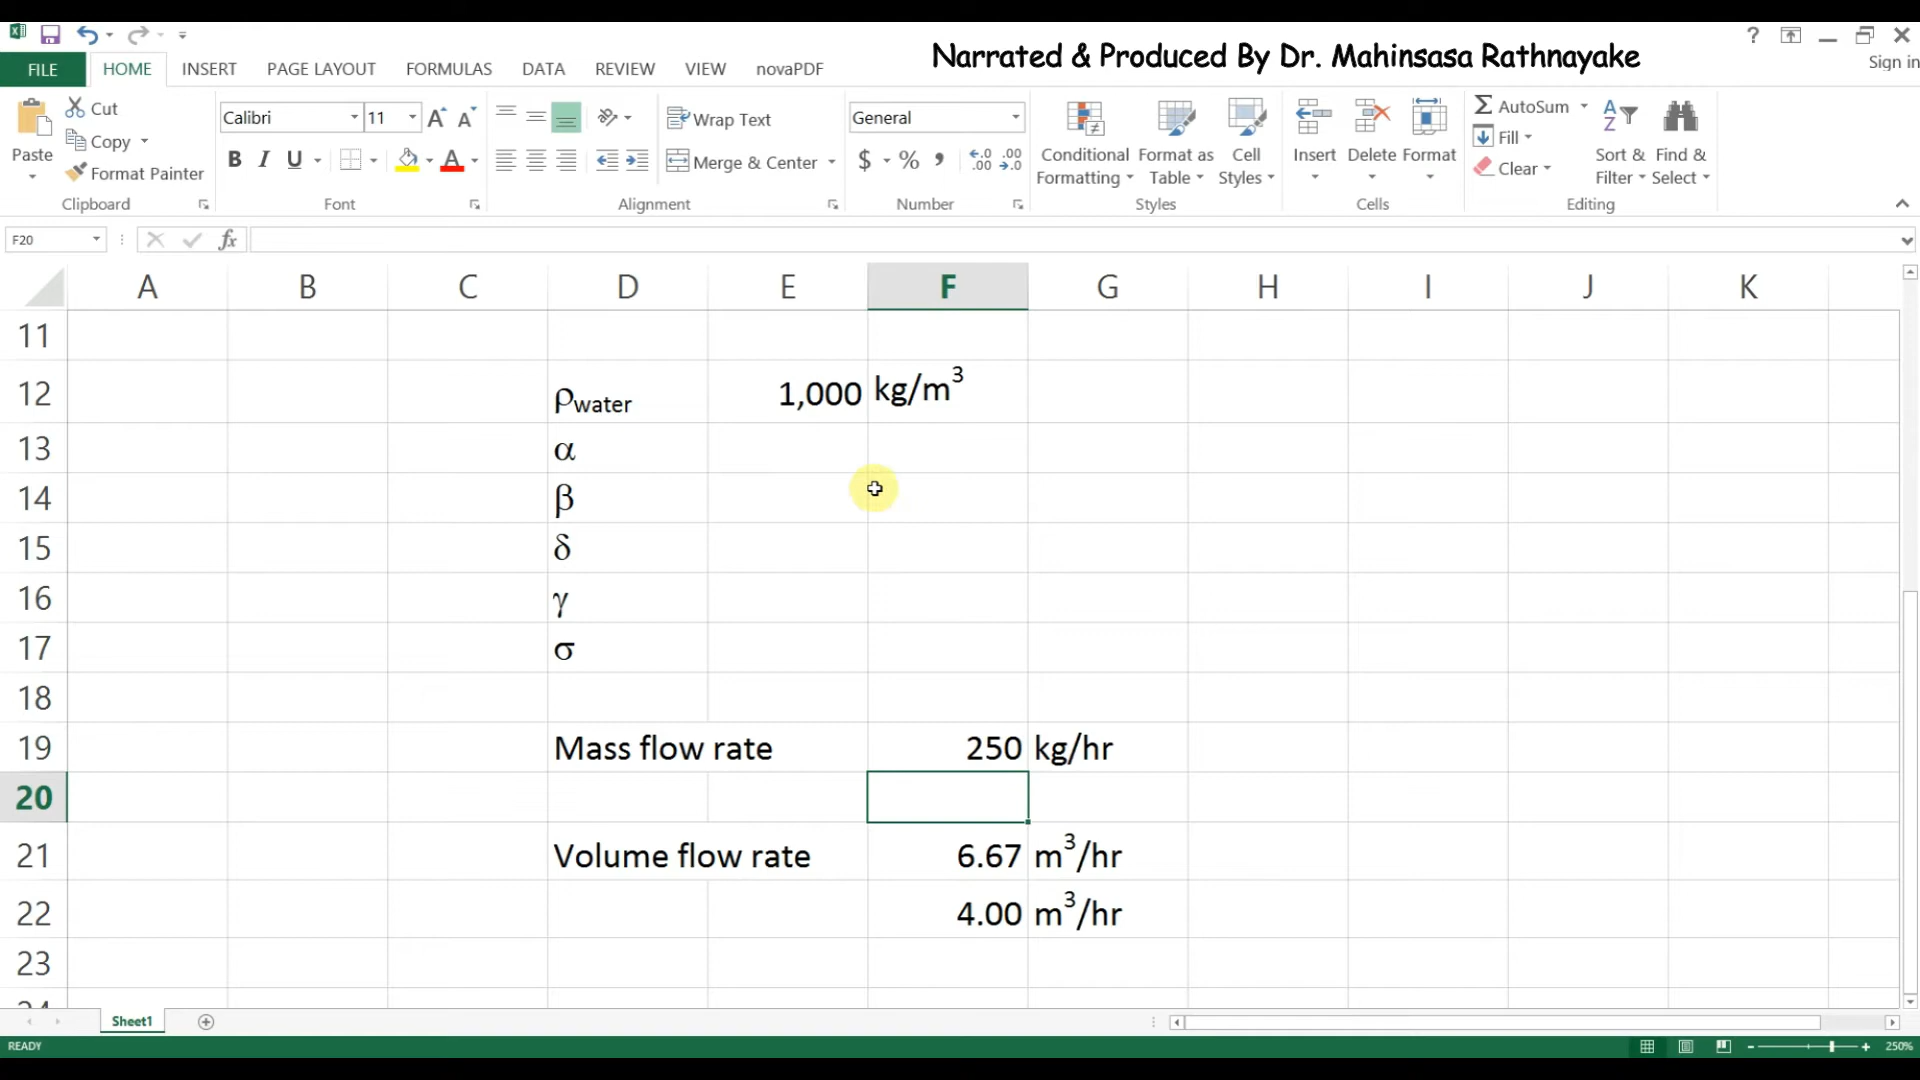 Narrated & Produced By Dr. Mahinsasa Rathnayake
? Sign in
FILE HOME INSERT PAGE LAYOUT FORMULAS DATA REVIEW VIEW novaPDF
Paste Cut Copy Format Painter Clipboard
Calibri 11 B I U A Font
Wrap Text Merge & Center Alignment
General $ % , .0 .00 Number
Conditional Formatting Format as Table Cell Styles Styles
Insert Delete Format Cells
AutoSum Fill Clear Sort & Filter Find & Select Editing
F20 fx
A B C D E F G H I J K
11
12 ρwater 1,000 kg/m³
13 α
14 β
15 δ
16 γ
17 σ
18
19 Mass flow rate 250 kg/hr
20
21 Volume flow rate 6.67 m³/hr
22 4.00 m³/hr
23
Sheet1
READY 250%